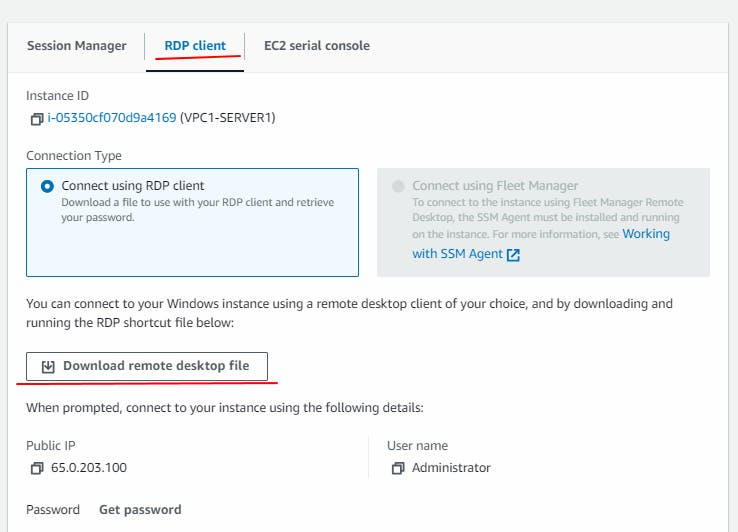 Session Manager
RDP client
EC2 serial console
Instance ID
i-05350cf070d9a4169 (VPC1-SERVER1)
Connection Type
Connect using RDP client
Download a file to use with your RDP client and retrieve
your password.
Connect using Fleet Manager
To connect to the instance using Fleet Manager Remote
Desktop, the SSM Agent must be installed and running
on the instance. For more information, see Working
with SSM Agent
You can connect to your Windows instance using a remote desktop client of your choice, and by downloading and
running the RDP shortcut file below:
Download remote desktop file
When prompted, connect to your instance using the following details:
Public IP
65.0.203.100
User name
Administrator
Password Get password